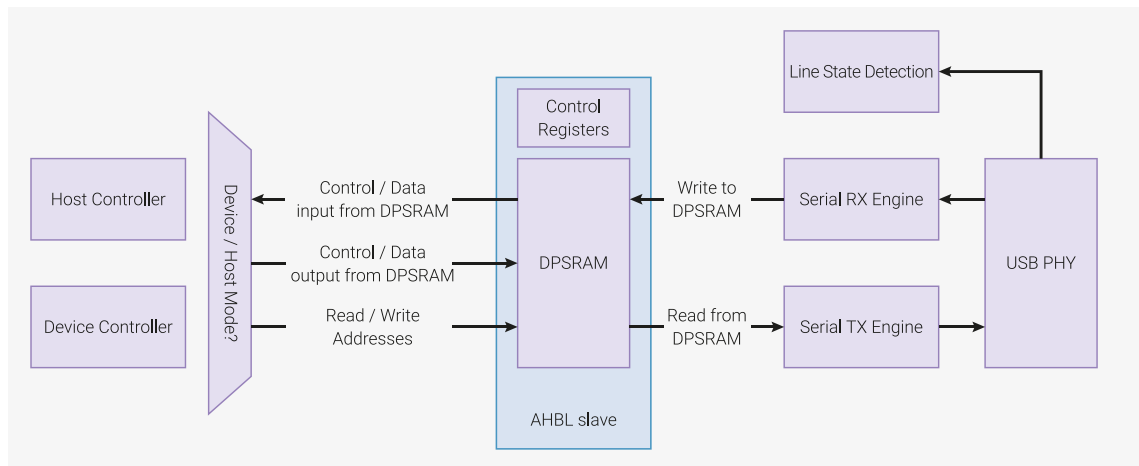 Line State Detection
Control
Registers
Host Controller
Device / Host Mode?
Control / Data
input from DPSRAM
Write to
DPSRAM
Serial RX Engine
Control / Data
output from DPSRAM
DPSRAM
USB PHY
Device Controller
Read / Write
Addresses
Read from
DPSRAM
Serial TX Engine
AHBL slave